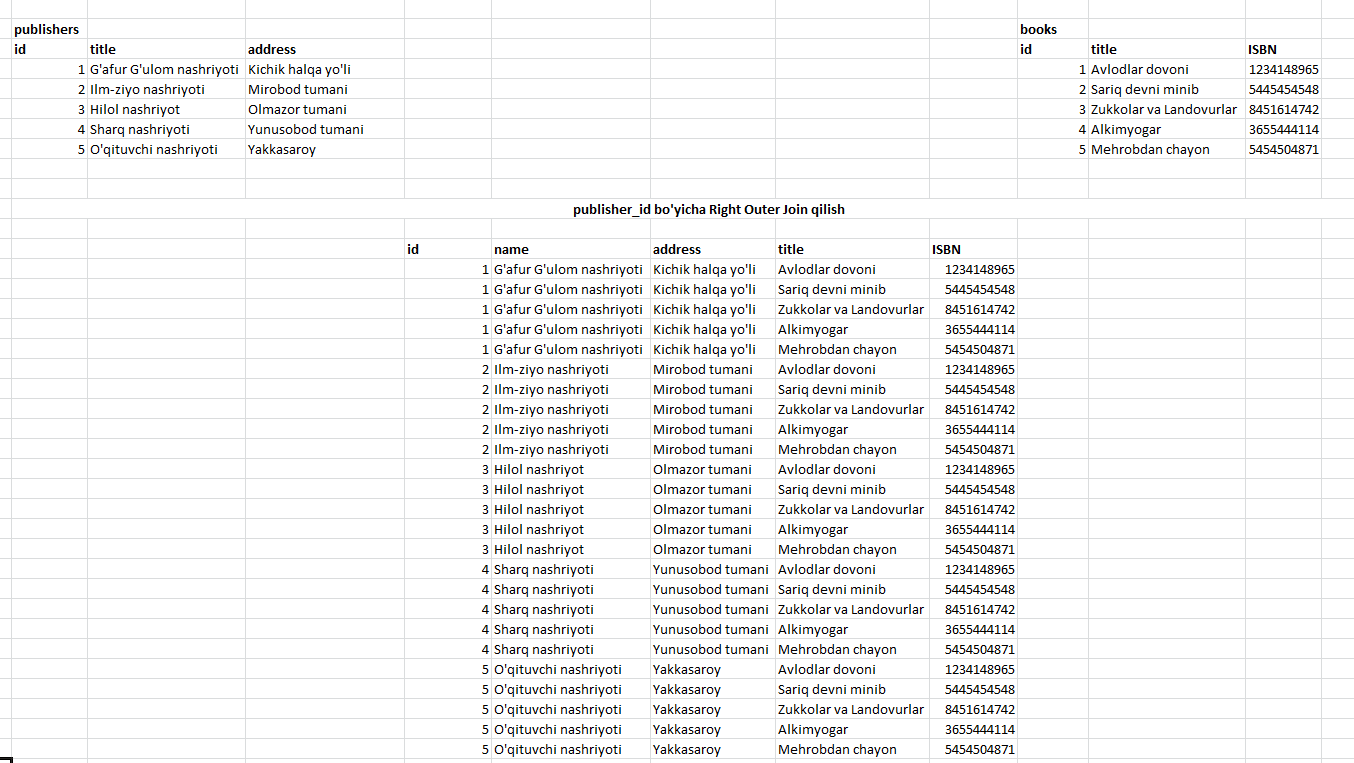 publishers books
id title address id title ISBN
1 G'afur G'ulom nashriyoti Kichik halqa yo'li 1 Avlodlar dovoni 1234148965
2 Ilm-ziyo nashriyoti Mirobod tumani 2 Sariq devni minib 5445454548
3 Hilol nashriyot Olmazor tumani 3 Zukkolar va Landovurlar 8451614742
4 Sharq nashriyoti Yunusobod tumani 4 Alkimyogar 3655444114
5 O'qituvchi nashriyoti Yakkasaroy 5 Mehrobdan chayon 5454504871
publisher_id bo'yicha Right Outer Join qilish
id name address title ISBN
1 G'afur G'ulom nashriyoti Kichik halqa yo'li Avlodlar dovoni 1234148965
1 G'afur G'ulom nashriyoti Kichik halqa yo'li Sariq devni minib 5445454548
1 G'afur G'ulom nashriyoti Kichik halqa yo'li Zukkolar va Landovurlar 8451614742
1 G'afur G'ulom nashriyoti Kichik halqa yo'li Alkimyogar 3655444114
1 G'afur G'ulom nashriyoti Kichik halqa yo'li Mehrobdan chayon 5454504871
2 Ilm-ziyo nashriyoti Mirobod tumani Avlodlar dovoni 1234148965
2 Ilm-ziyo nashriyoti Mirobod tumani Sariq devni minib 5445454548
2 Ilm-ziyo nashriyoti Mirobod tumani Zukkolar va Landovurlar 8451614742
2 Ilm-ziyo nashriyoti Mirobod tumani Alkimyogar 3655444114
2 Ilm-ziyo nashriyoti Mirobod tumani Mehrobdan chayon 5454504871
3 Hilol nashriyot Olmazor tumani Avlodlar dovoni 1234148965
3 Hilol nashriyot Olmazor tumani Sariq devni minib 5445454548
3 Hilol nashriyot Olmazor tumani Zukkolar va Landovurlar 8451614742
3 Hilol nashriyot Olmazor tumani Alkimyogar 3655444114
3 Hilol nashriyot Olmazor tumani Mehrobdan chayon 5454504871
4 Sharq nashriyoti Yunusobod tumani Avlodlar dovoni 1234148965
4 Sharq nashriyoti Yunusobod tumani Sariq devni minib 5445454548
4 Sharq nashriyoti Yunusobod tumani Zukkolar va Landovurlar 8451614742
4 Sharq nashriyoti Yunusobod tumani Alkimyogar 3655444114
4 Sharq nashriyoti Yunusobod tumani Mehrobdan chayon 5454504871
5 O'qituvchi nashriyoti Yakkasaroy Avlodlar dovoni 1234148965
5 O'qituvchi nashriyoti Yakkasaroy Sariq devni minib 5445454548
5 O'qituvchi nashriyoti Yakkasaroy Zukkolar va Landovurlar 8451614742
5 O'qituvchi nashriyoti Yakkasaroy Alkimyogar 3655444114
5 O'qituvchi nashriyoti Yakkasaroy Mehrobdan chayon 5454504871